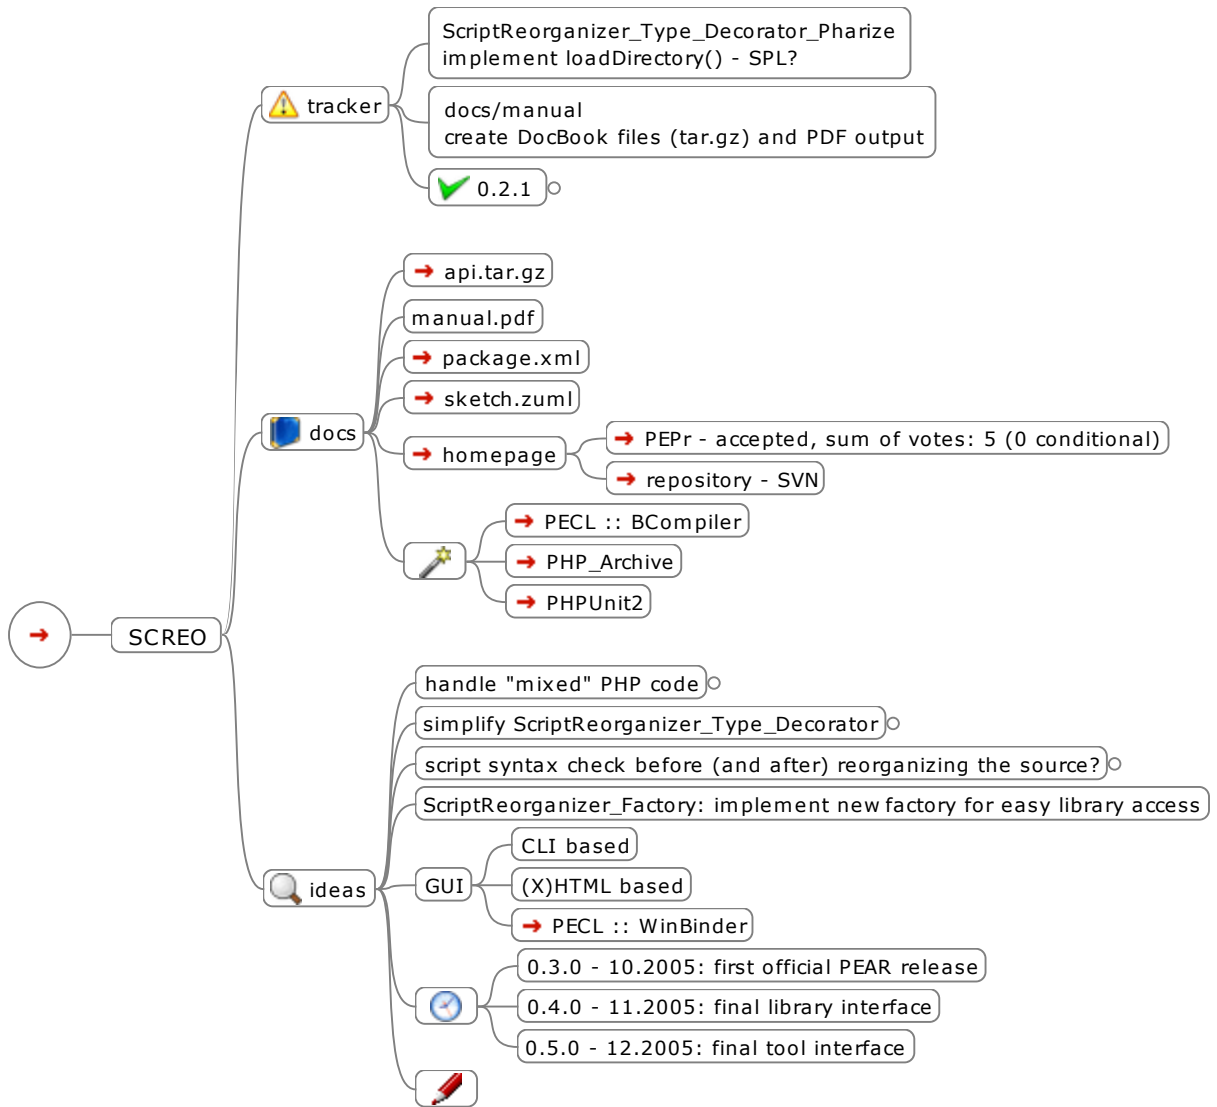 ScriptReorganizer_Type_Decorator_Pharize
implement loadDirectory() - SPL?
tracker
docs/manual
create DocBook files (tar.gz) and PDF output
0.2.1
api.tar.gz
manual.pdf
package.xml
sketch.zuml
docs
homepage
PEPr - accepted, sum of votes: 5 (0 conditional)
repository - SVN
PECL :: BCompiler
PHP_Archive
PHPUnit2
SCREO
handle "mixed" PHP code
simplify ScriptReorganizer_Type_Decorator
script syntax check before (and after) reorganizing the source?
ScriptReorganizer_Factory: implement new factory for easy library access
ideas
GUI
CLI based
(X)HTML based
PECL :: WinBinder
0.3.0 - 10.2005: first official PEAR release
0.4.0 - 11.2005: final library interface
0.5.0 - 12.2005: final tool interface